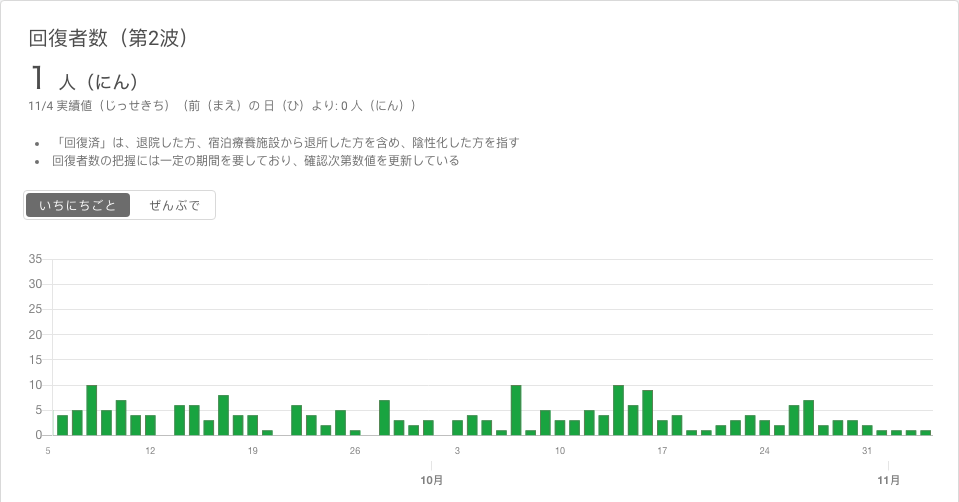 回復者数（第2波）
1 人（にん）
11/4 実績値（じっせきち）（前（まえ）の 日（ひ）より: 0 人（にん））
• 「回復済」は、退院した方、宿泊療養施設から退所した方を含め、陰性化した方を指す
• 回復者数の把握には一定の期間を要しており、確認次第数値を更新している
いちにちごと ぜんぶで
35
30
25
20
15
10
5
0
5 12 19 26 3 10 17 24 31
10月 11月